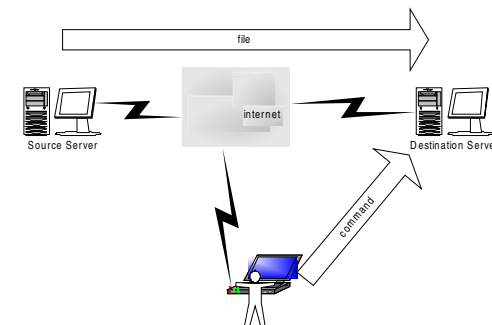 file
internet
Source Server
Destination Serve
command